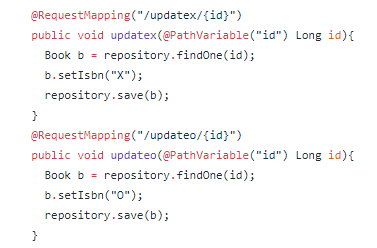 @RequestMapping("/updatex/{id}")
public void updatex(@PathVariable("id") Long id){
Book b = repository.findOne(id);
b.setIsbn("X");
repository.save(b);
}
@RequestMapping("/updateo/{id}")
public void updateo(@PathVariable("id") Long id){
Book b = repository.findOne(id);
b.setIsbn("O");
repository.save(b);
}